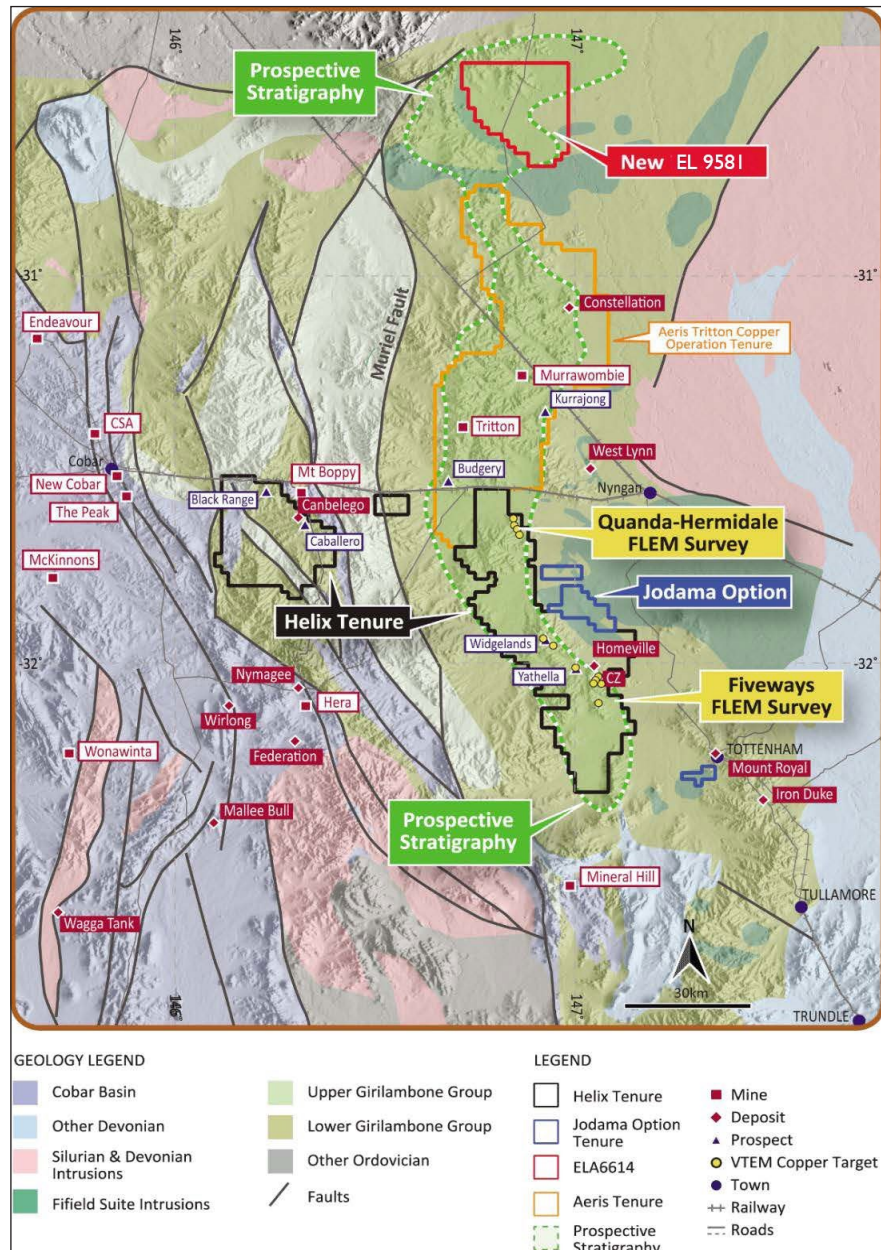 146°
147°
Prospective
Stratigraphy
New EL 9581
-31°
-31°
Constellation
Endeavour
Muriel Fault
Aeris Tritton Copper
Operation Tenure
Murrawombie
Kurrajong
CSA
Tritton
West Lynn
Cobar
Budgery
Mt Boppy
New Cobar
Black Range
Canbelego
Nyngan
The Peak
Quanda-Hermidale
FLEM Survey
Caballero
McKinnons
Jodama Option
Helix Tenure
Widgelands
Homeville
-32°
-32°
Yathella
CZ
Nymagee
Fiveways
FLEM Survey
Hera
Wirlong
Wonawinta
Federation
TOTTENHAM
Mount Royal
Iron Duke
Mallee Bull
Prospective
Stratigraphy
Mineral Hill
Wagga Tank
TULLAMORE
N
146°
147°
30km
TRUNDLE
GEOLOGY LEGEND
Cobar Basin
Other Devonian
Silurian & Devonian
Intrusions
Fifield Suite Intrusions
Upper Girilambone Group
Lower Girilambone Group
Other Ordovician
Faults
LEGEND
Helix Tenure
Jodama Option
Tenure
ELA6614
Aeris Tenure
Prospective
Stratigraphy
Mine
Deposit
Prospect
VTEM Copper Target
Town
Railway
Roads